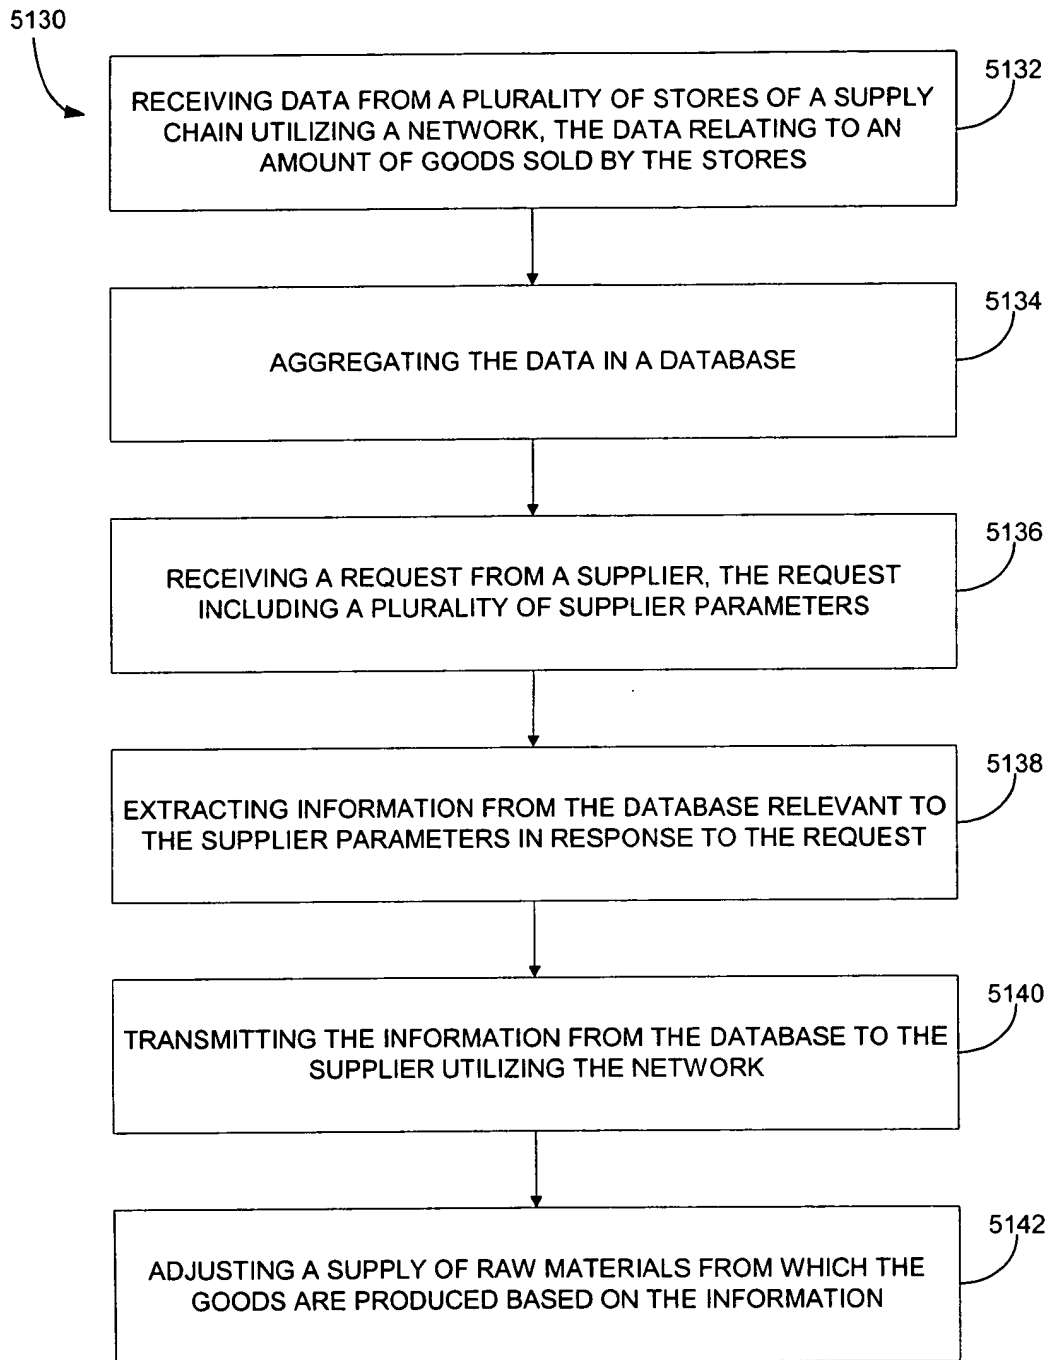 5130
5132
RECEIVING DATA FROM A PLURALITY OF STORES OF A SUPPLY
CHAIN UTILIZING A NETWORK, THE DATA RELATING TO AN
AMOUNT OF GOODS SOLD BY THE STORES
5134
AGGREGATING THE DATA IN A DATABASE
5136
RECEIVING A REQUEST FROM A SUPPLIER, THE REQUEST
INCLUDING A PLURALITY OF SUPPLIER PARAMETERS
5138
EXTRACTING INFORMATION FROM THE DATABASE RELEVANT TO
THE SUPPLIER PARAMETERS IN RESPONSE TO THE REQUEST
5140
TRANSMITTING THE INFORMATION FROM THE DATABASE TO THE
SUPPLIER UTILIZING THE NETWORK
5142
ADJUSTING A SUPPLY OF RAW MATERIALS FROM WHICH THE
GOODS ARE PRODUCED BASED ON THE INFORMATION